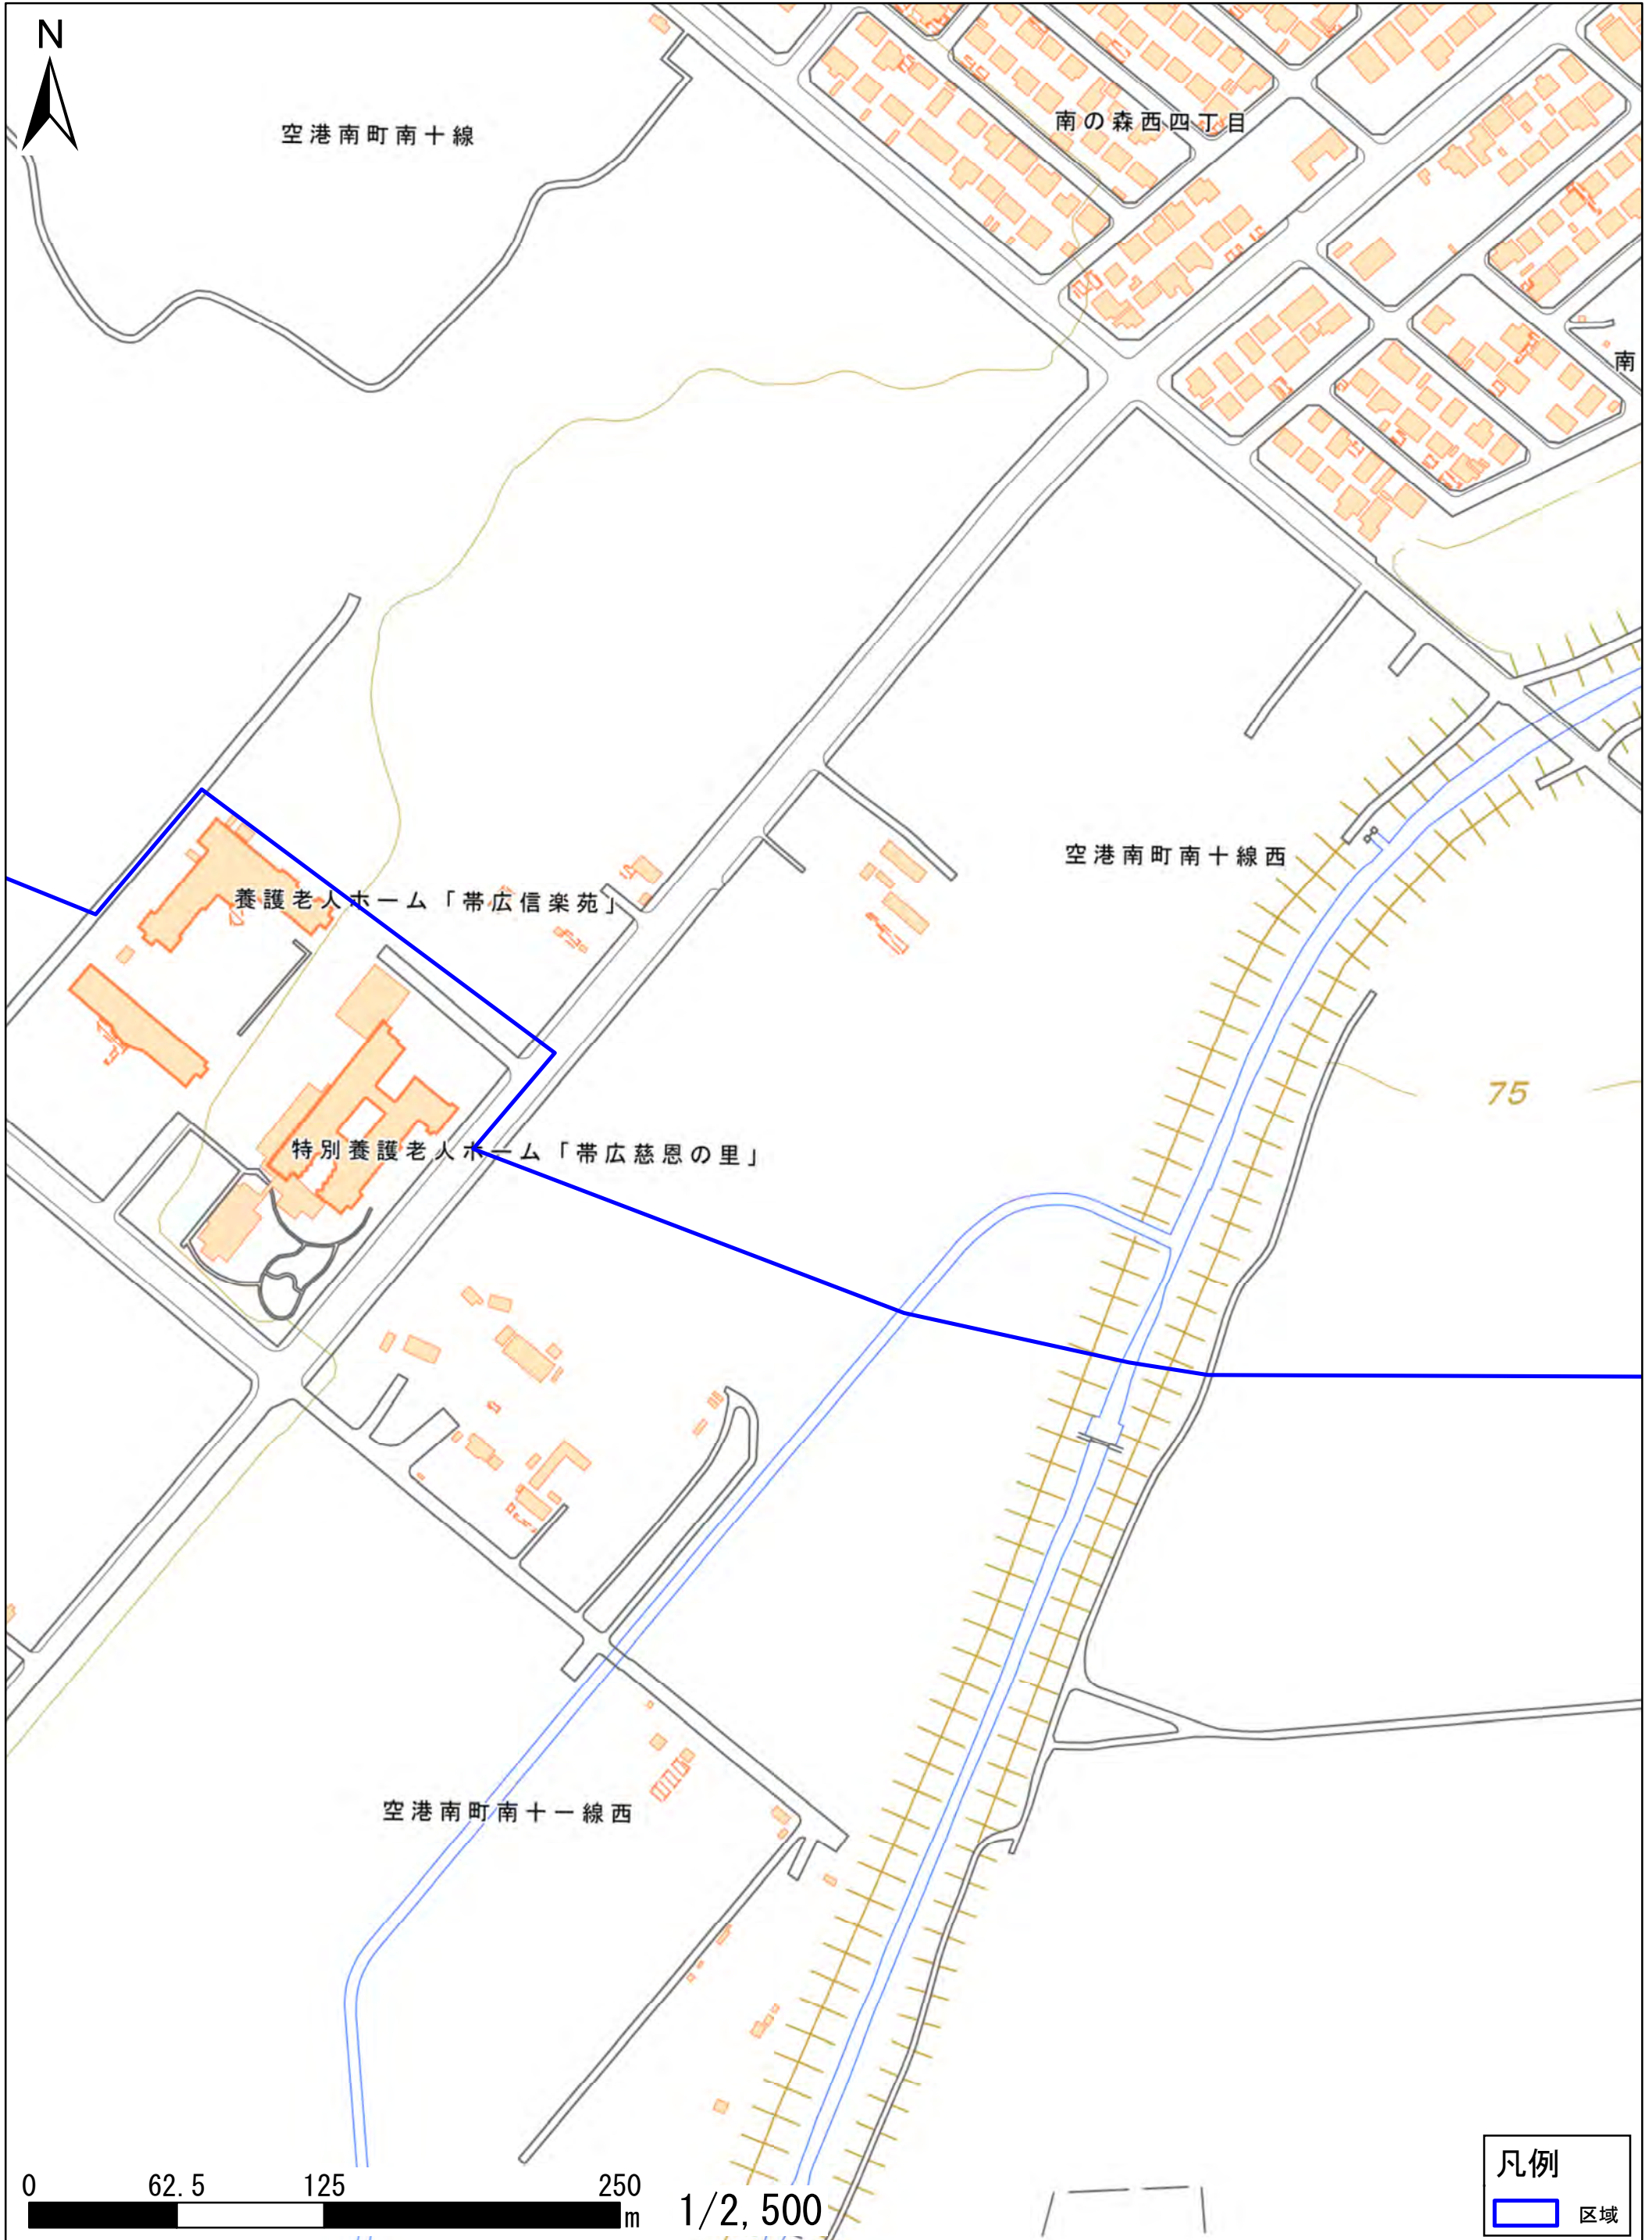 N
空港南町南十線
南の森西四丁目
南
空港南町南十線西
養護老人ホーム「帯広信楽苑」
75
特別養護老人ホーム「帯広慈恩の里」
空港南町南十一線西
0 62.5 125 250
m
1/2,500
凡例
区域